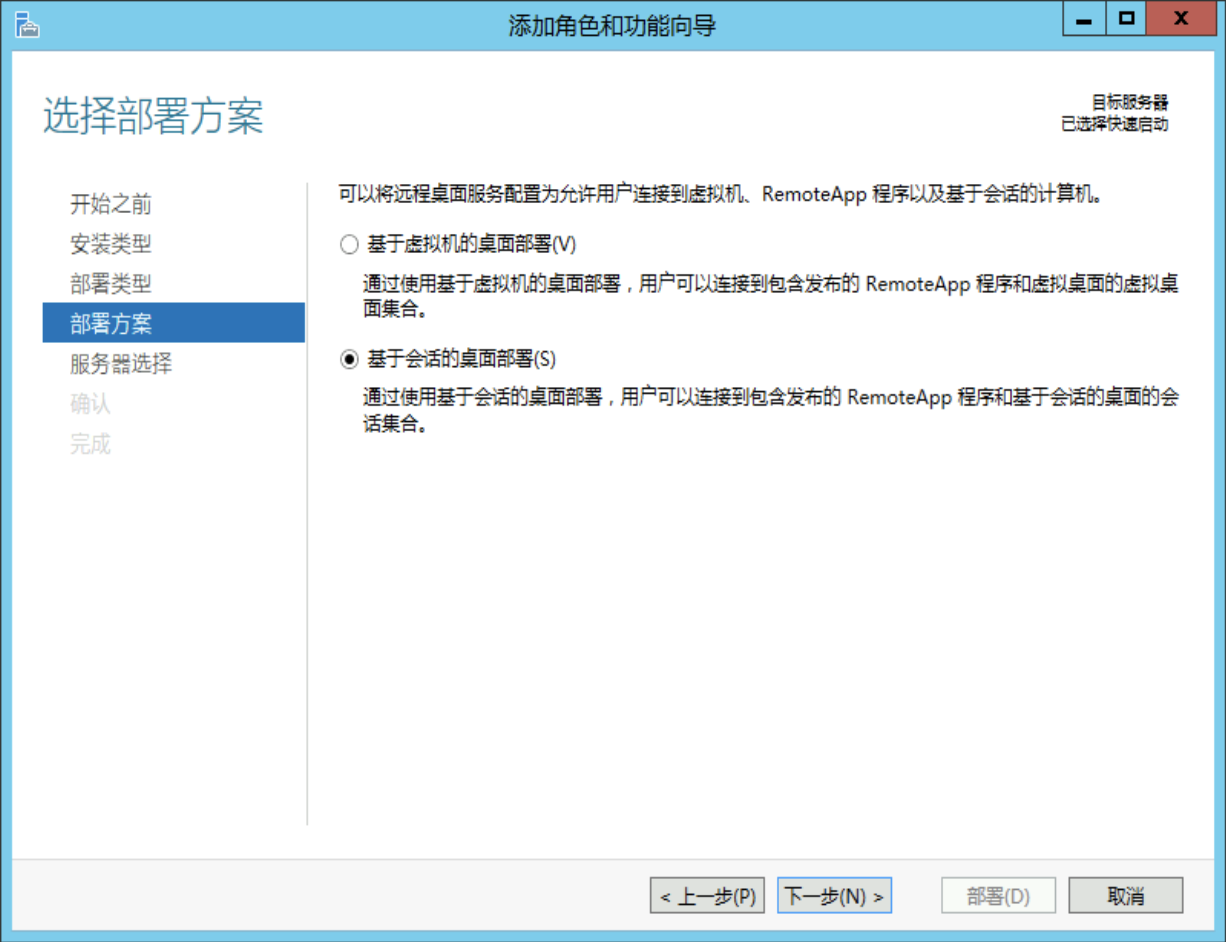 添加角色和功能向导
选择部署方案
目标服务器
已选择快速启动
开始之前
安装类型
部署类型
部署方案
服务器选择
确认
完成
可以将远程桌面服务配置为允许用户连接到虚拟机、RemoteApp 程序以及基于会话的计算机。
基于虚拟机的桌面部署(V)
通过使用基于虚拟机的桌面部署，用户可以连接到包含发布的 RemoteApp 程序和虚拟桌面的虚拟桌
面集合。
基于会话的桌面部署(S)
通过使用基于会话的桌面部署，用户可以连接到包含发布的 RemoteApp 程序和基于会话的桌面的会
话集合。
< 上一步(P)
下一步(N) >
部署(D)
取消